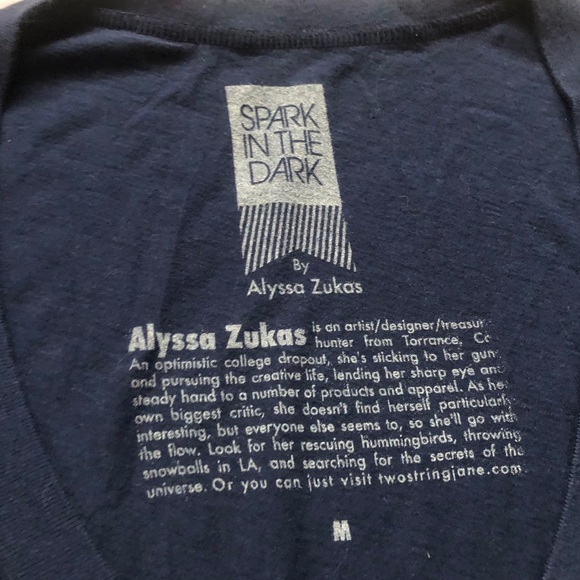 SPARK
IN THE
DARK
By
Alyssa Zukas
Alyssa Zukas is an artist/designer/treasur
hunter from Torrance, C
An optimistic college dropout, she's sticking to her gun
and pursuing the creative life, lending her sharp eye and
steady hand to a number of products and apparel. As he
own biggest critic, she doesn't find herself particularly
interesting, but everyone else seems to, so she'll go with
the flow. Look for her rescuing hummingbirds, throwing
snowballs in LA, and searching for the secrets of the
universe. Or you can just visit twostringjane.com
M